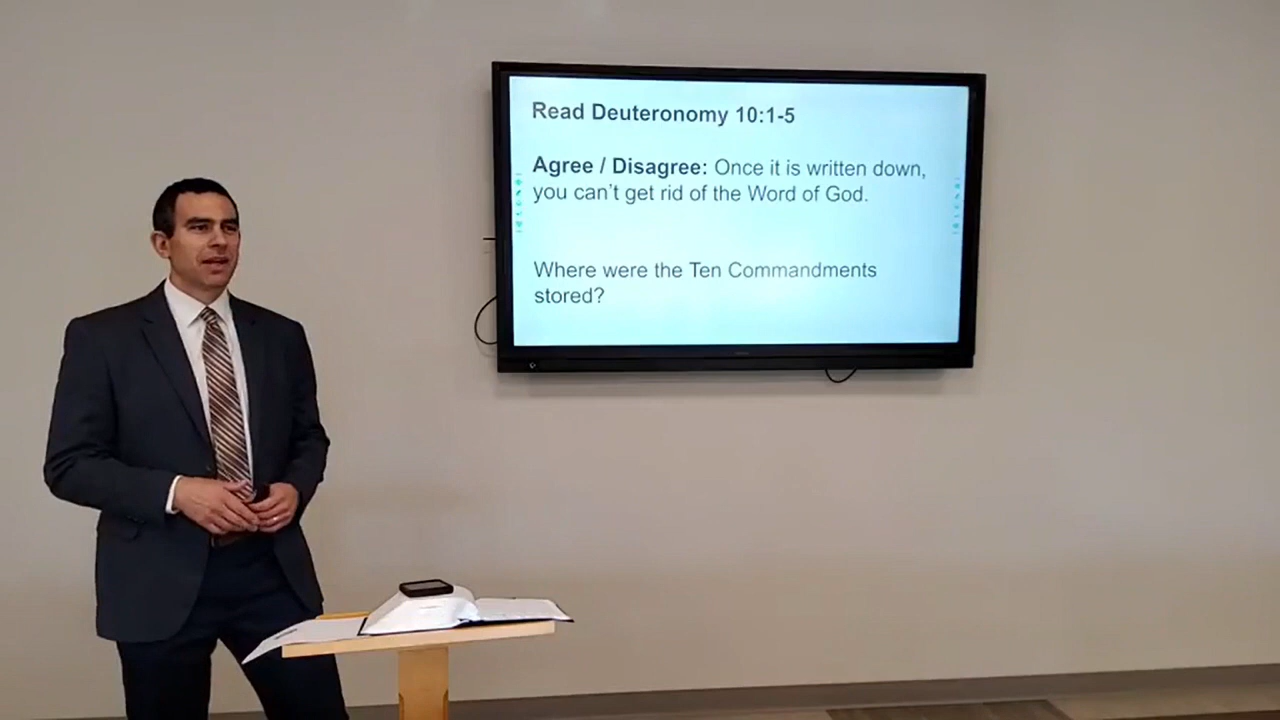 Read Deuteronomy 10:1-5
Agree / Disagree: Once it is written down,
you can't get rid of the Word of God.
Where were the Ten Commandments
stored?